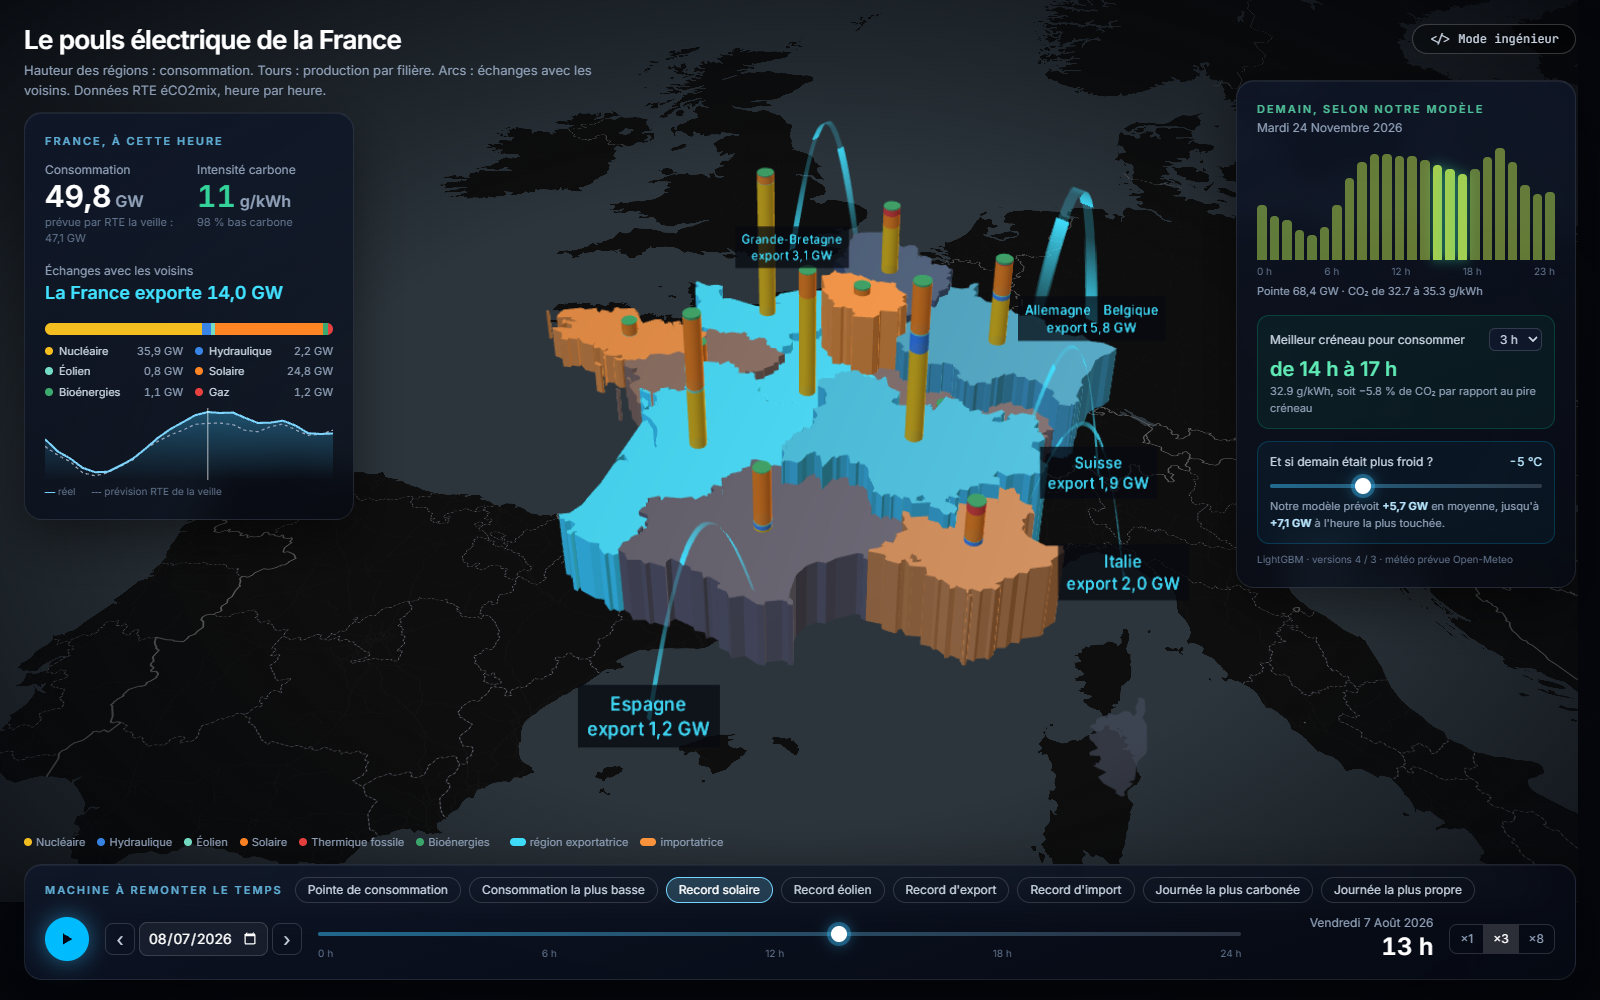 Le pouls électrique de la France
Hauteur des régions : consommation. Tours : production par filière. Arcs : échanges avec les
voisins. Données RTE éCO2mix, heure par heure.
</> Mode ingénieur
FRANCE, À CETTE HEURE
Consommation
49,8 GW
prévue par RTE la veille :
47,1 GW
Intensité carbone
11 g/kWh
98 % bas carbone
Échanges avec les voisins
La France exporte 14,0 GW
Nucléaire 35,9 GW
Hydraulique 2,2 GW
Éolien 0,8 GW
Solaire 24,8 GW
Bioénergies 1,1 GW
Gaz 1,2 GW
réel
prévision RTE de la veille
Grande-Bretagne
export 3,1 GW
Allemagne Belgique
export 5,8 GW
Suisse
export 1,9 GW
Italie
export 2,0 GW
Espagne
export 1,2 GW
DEMAIN, SELON NOTRE MODÈLE
Mardi 24 Novembre 2026
0 h 6 h 12 h 18 h 23 h
Pointe 68,4 GW · CO₂ de 32.7 à 35.3 g/kWh
Meilleur créneau pour consommer
3 h
de 14 h à 17 h
32.9 g/kWh, soit −5.8 % de CO₂ par rapport au pire
créneau
Et si demain était plus froid ?
-5 °C
Notre modèle prévoit +5,7 GW en moyenne, jusqu'à
+7,1 GW à l'heure la plus touchée.
LightGBM · versions 4 / 3 · météo prévue Open-Meteo
Nucléaire
Hydraulique
Éolien
Solaire
Thermique fossile
Bioénergies
région exportatrice
importatrice
MACHINE À REMONTER LE TEMPS
Pointe de consommation
Consommation la plus basse
Record solaire
Record éolien
Record d'export
Record d'import
Journée la plus carbonée
Journée la plus propre
08/07/2026
0 h 6 h 12 h 18 h 24 h
Vendredi 7 Août 2026
13 h
×1 ×3 ×8